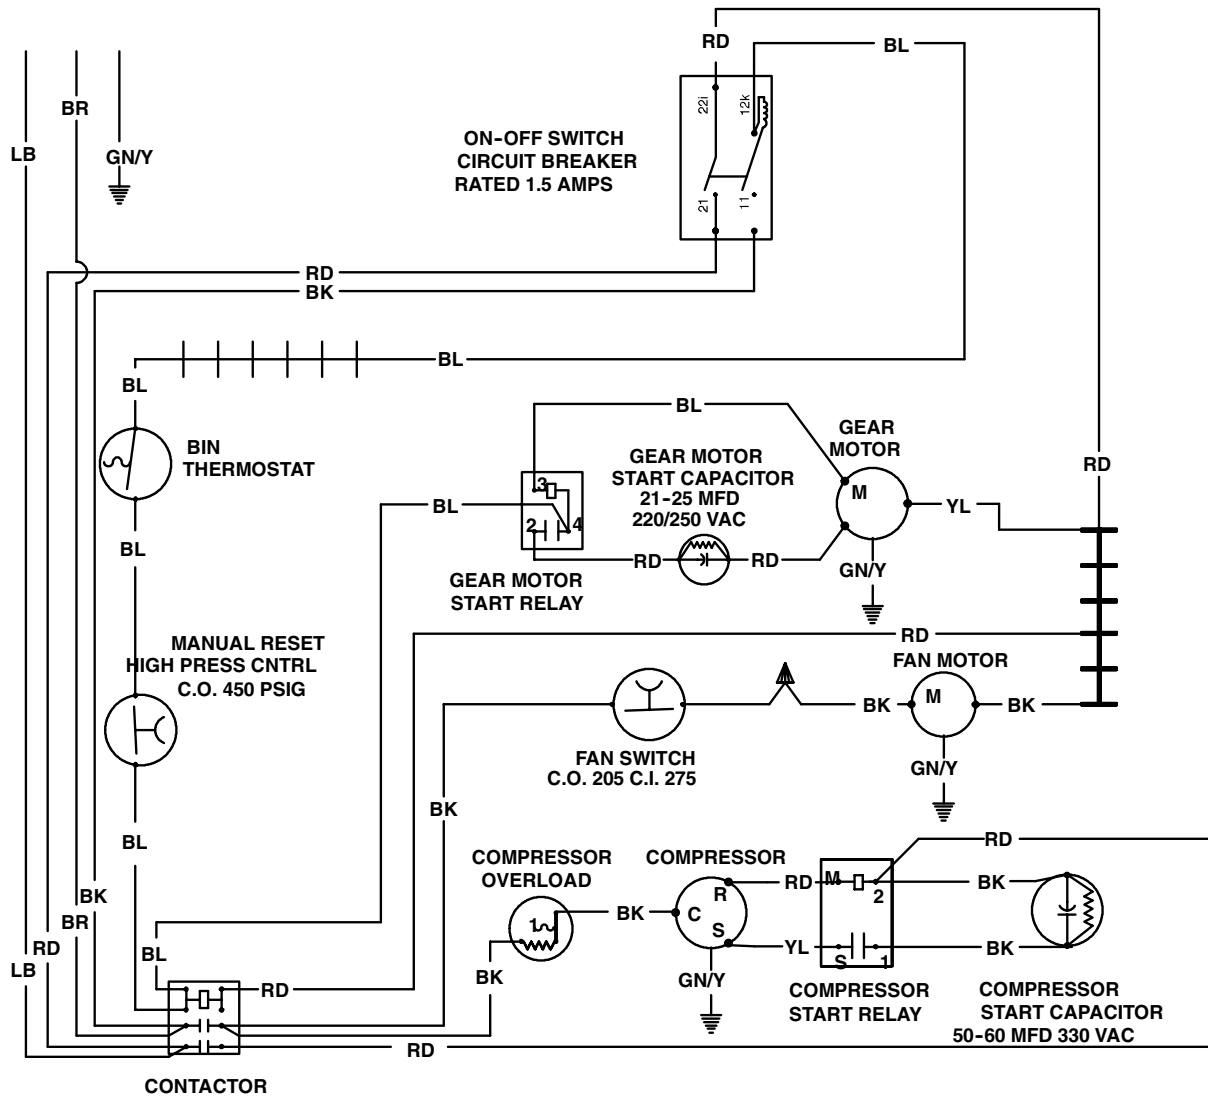 RD
BL
BR
LB
GN/Y
22i
12k
ON-OFF SWITCH
CIRCUIT BREAKER
RATED 1.5 AMPS
21
11
RD
BK
BL
BL
BL
GEAR
MOTOR
BIN
THERMOSTAT
GEAR MOTOR
START CAPACITOR
21-25 MFD
220/250 VAC
RD
3
M
BL
YL
2
4
BL
RD
RD
GN/Y
GEAR MOTOR
START RELAY
RD
MANUAL RESET
HIGH PRESS CNTRL
C.O. 450 PSIG
FAN MOTOR
M
BK
BK
FAN SWITCH
C.O. 205 C.I. 275
GN/Y
BK
BL
RD
COMPRESSOR
OVERLOAD
COMPRESSOR
RD
M
BK
R
2
BK
BK
C
1
BR
S
RD
BL
YL
BK
S
1
LB
BK
GN/Y
RD
COMPRESSOR
START RELAY
COMPRESSOR
START CAPACITOR
50-60 MFD 330 VAC
RD
CONTACTOR